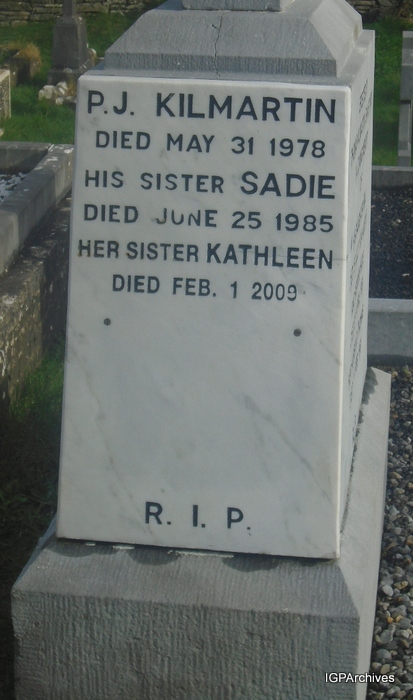 P.J. KILMARTIN
DIED MAY 31 1978
HIS SISTER SADIE
DIED JUNE 25 1985
HER SISTER KATHLEEN
DIED FEB. 1 2009
R. I. P.
IGPArchives